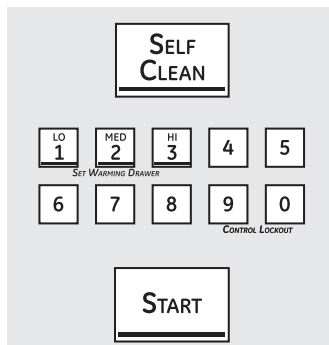 SELF
CLEAN
LO MED HI
1 2 3 4 5
SET WARMING DRAWER
6 7 8 9 0
CONTROL LOCKOUT
START